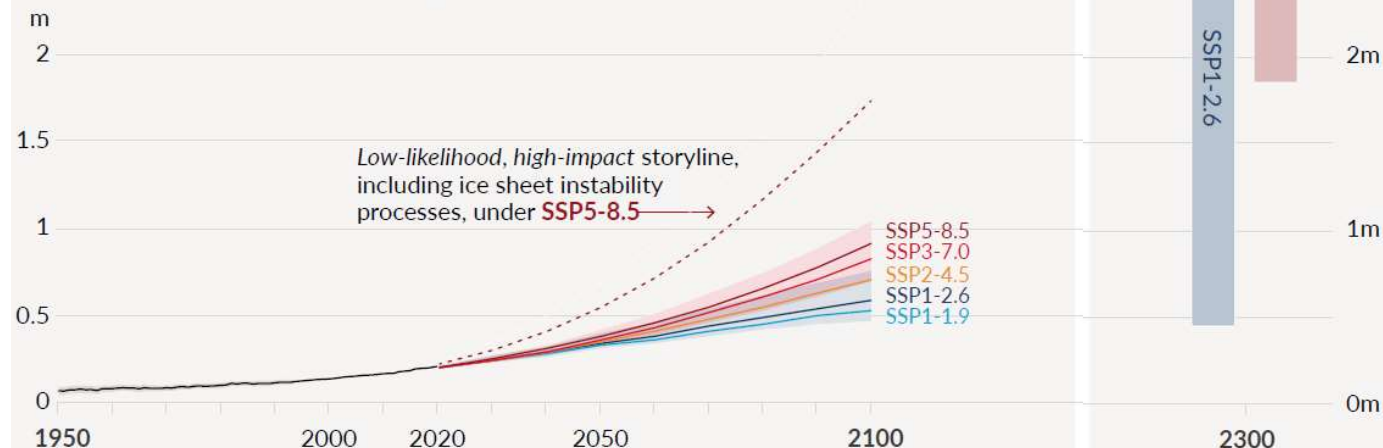 m
2
1.5
1
0.5
0
Low-likelihood, high-impact storyline,
including ice sheet instability
processes, under SSP5-8.5
SSP5-8.5
SSP3-7.0
SSP2-4.5
SSP1-2.6
SSP1-1.9
1950
2000
2020
2050
2100
SSP1-2.6
2m
1m
0m
2300